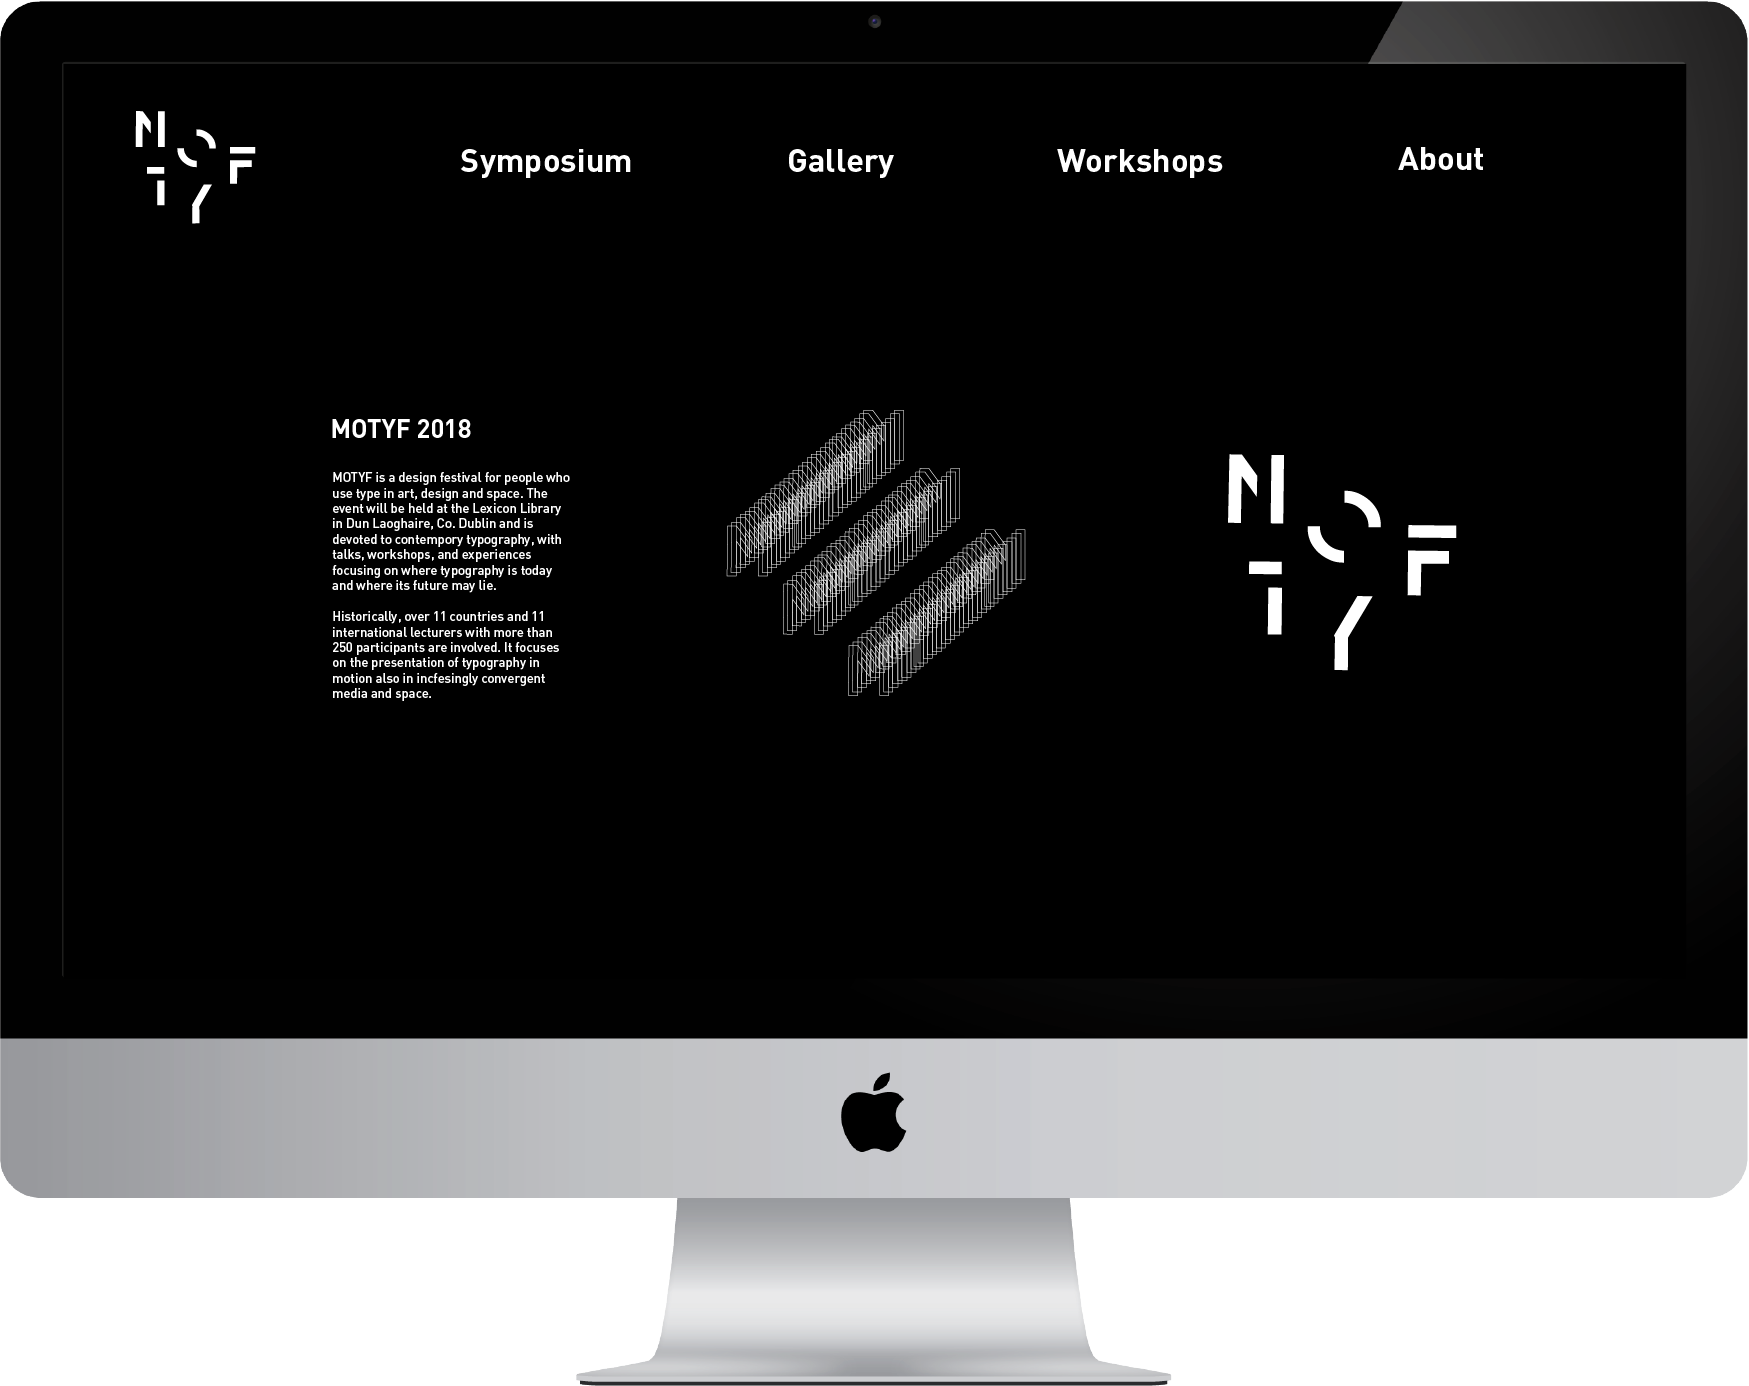 MOTYF
Symposium
Gallery
Workshops
About
MOTYF 2018
MOTYF is a design festival for people who
use type in art, design and space. The
event will be held at the Lexicon Library
in Dun Laoghaire, Co. Dublin and is
devoted to contempory typography, with
talks, workshops, and experiences
focusing on where typography is today
and where its future may lie.
Historically, over 11 countries and 11
international lecturers with more than
250 participants are involved. It focuses
on the presentation of typography in
motion also in incfesingly convergent
media and space.
MOTYF